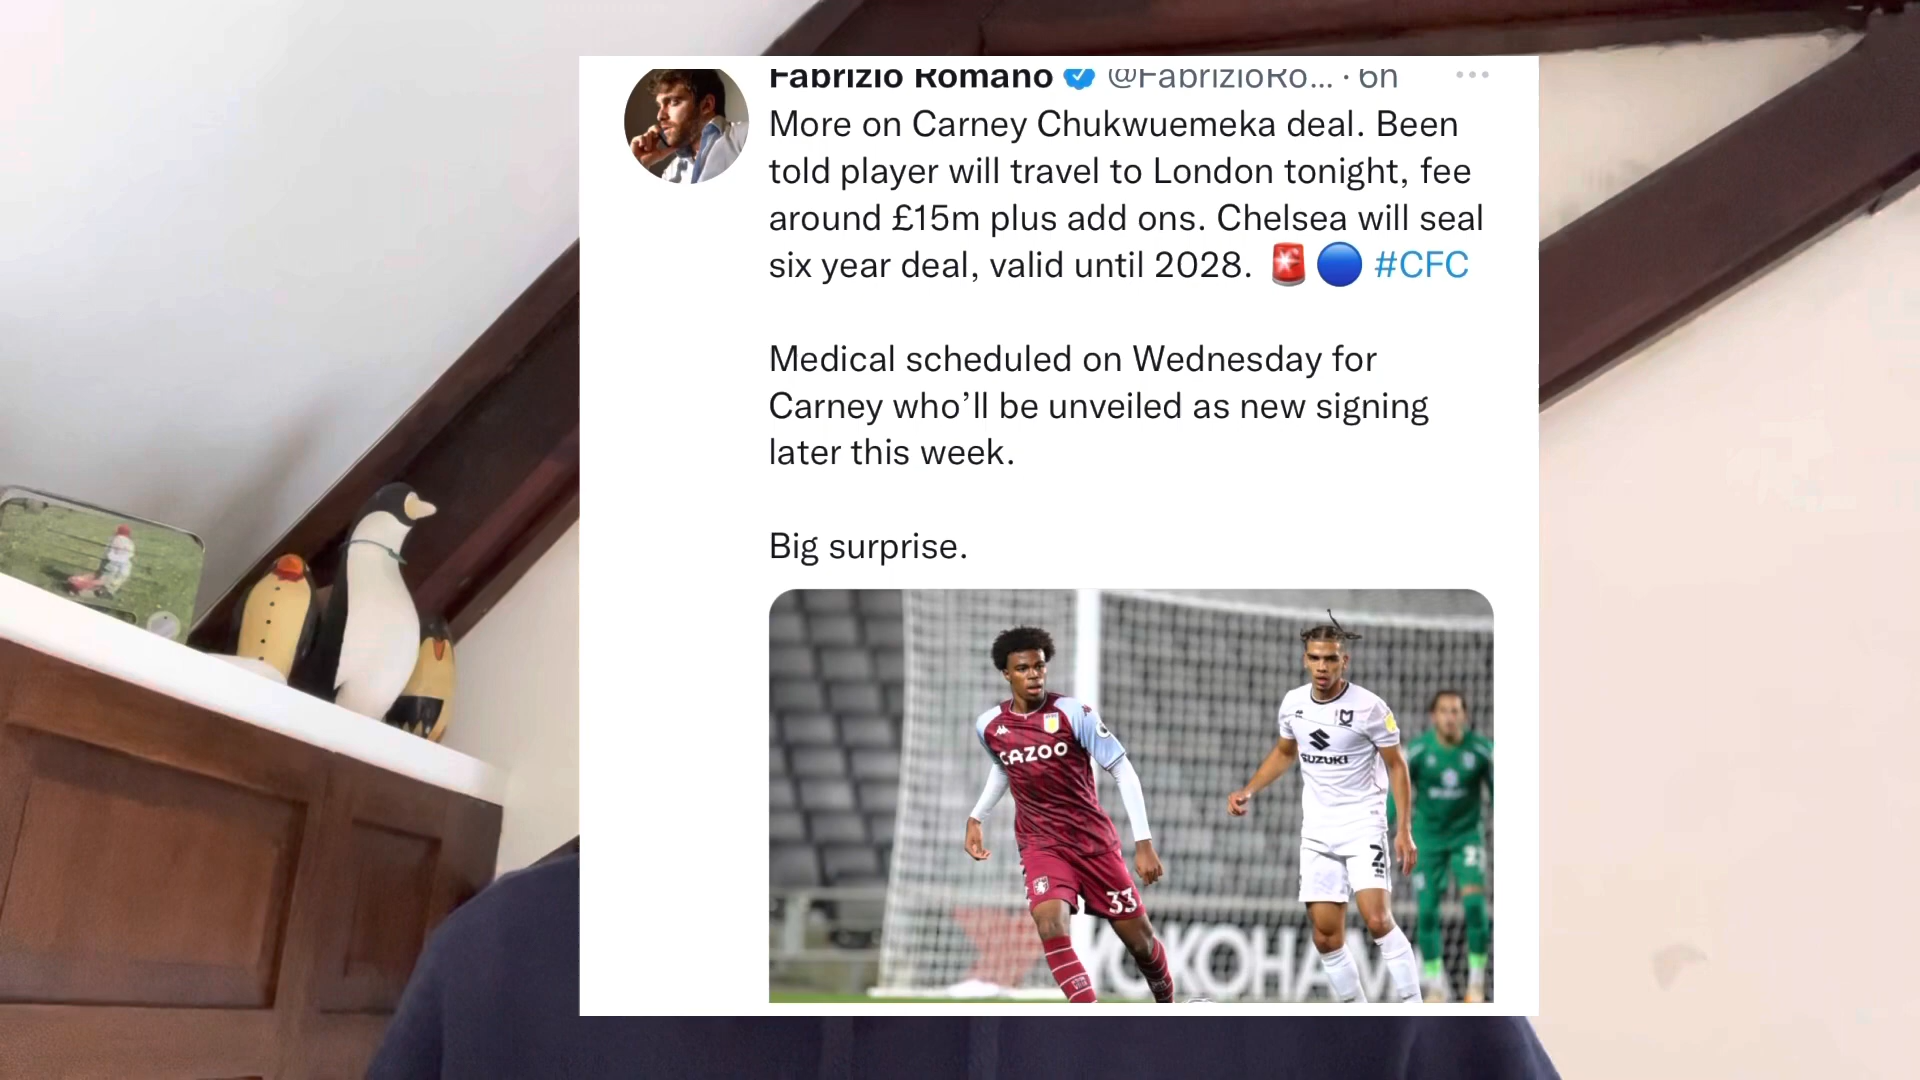 Fabrizio Romano @FabrizioRo... · 6h
More on Carney Chukwuemeka deal. Been
told player will travel to London tonight, fee
around £15m plus add ons. Chelsea will seal
six year deal, valid until 2028. 🚨🔵 #CFC
Medical scheduled on Wednesday for
Carney who’ll be unveiled as new signing
later this week.
Big surprise.
CAZOO
SUZUKI
33
YOKOHAMA